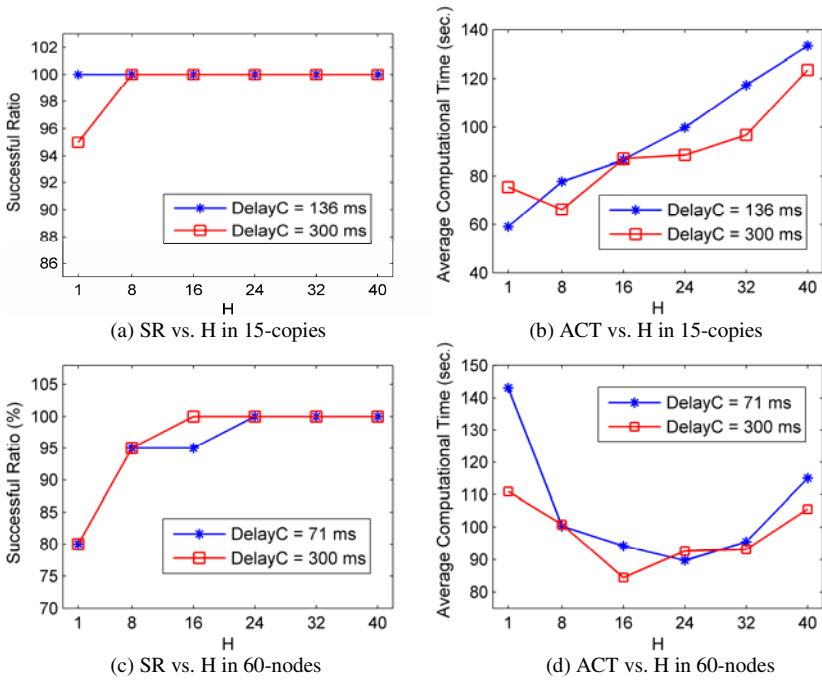 102
100
98
96
94
92
90
88
86
Successful Ratio
DelayC = 136 ms
DelayC = 300 ms
1 8 16 24 32 40
H
(a) SR vs. H in 15-copies
140
120
100
80
60
40
Average Computational Time (sec.)
DelayC = 136 ms
DelayC = 300 ms
1 8 16 24 32 40
H
(b) ACT vs. H in 15-copies
105
100
95
90
85
80
75
70
Successful Ratio (%)
DelayC = 71 ms
DelayC = 300 ms
1 8 16 24 32 40
H
(c) SR vs. H in 60-nodes
150
140
130
120
110
100
90
80
Average Computational Time (sec.)
DelayC = 71 ms
DelayC = 300 ms
1 8 16 24 32 40
H
(d) ACT vs. H in 60-nodes